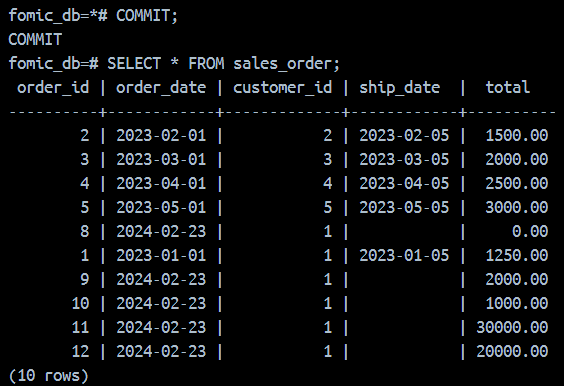 fomic_db=*# COMMIT;
COMMIT
fomic_db=# SELECT * FROM sales_order;
 order_id | order_date | customer_id | ship_date  |  total
----------+------------+-------------+------------+----------
        2 | 2023-02-01 |           2 | 2023-02-05 |  1500.00
        3 | 2023-03-01 |           3 | 2023-03-05 |  2000.00
        4 | 2023-04-01 |           4 | 2023-04-05 |  2500.00
        5 | 2023-05-01 |           5 | 2023-05-05 |  3000.00
        8 | 2024-02-23 |           1 |            |     0.00
        1 | 2023-01-01 |           1 | 2023-01-05 |  1250.00
        9 | 2024-02-23 |           1 |            |  2000.00
       10 | 2024-02-23 |           1 |            |  1000.00
       11 | 2024-02-23 |           1 |            | 30000.00
       12 | 2024-02-23 |           1 |            | 20000.00
(10 rows)